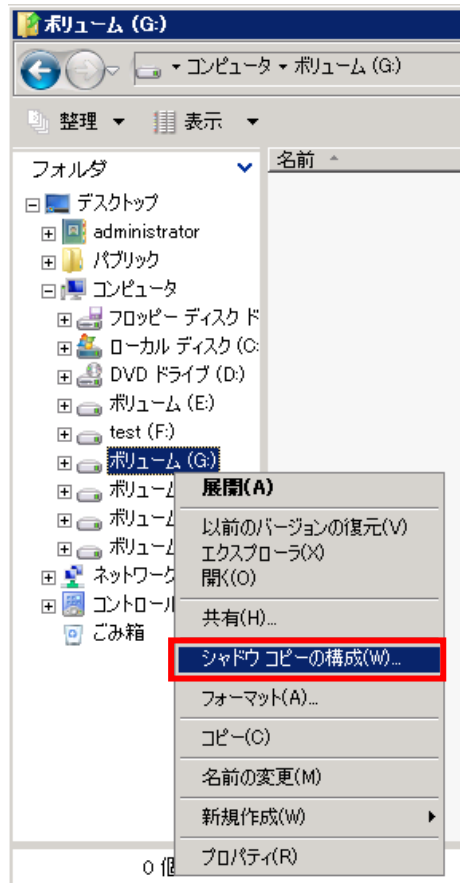 ボリューム (G:)
コンピュータ ▾ ボリューム (G:)
整理 ▼ 表示 ▼
フォルダ
名前
デスクトップ
administrator
パブリック
コンピュータ
フロッピー ディスク ド
ローカル ディスク (C:
DVD ドライブ (D:)
ボリューム (E:)
test (F:)
ボリューム (G:)
ボリューム
ボリューム
ボリューム
ネットワーク
コントロール
ごみ箱
展開(A)
以前のバージョンの復元(V)
エクスプローラ(X)
開く(O)
共有(H)...
シャドウ コピーの構成(W)...
フォーマット(A)...
コピー(C)
名前の変更(M)
新規作成(W)
プロパティ(R)
0 個